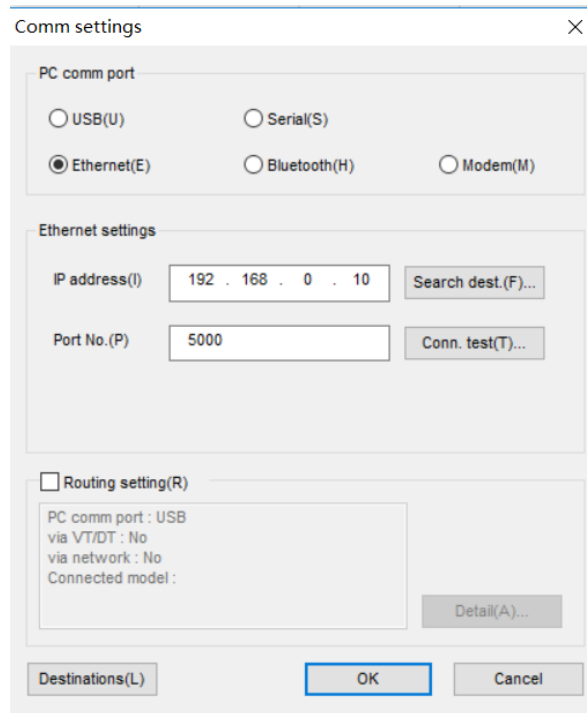 Comm settings
PC comm port
USB(U)
Serial(S)
Ethernet(E)
Bluetooth(H)
Modem(M)
Ethernet settings
IP address(I)
192 . 168 . 0 . 10
Search dest.(F)...
Port No.(P)
5000
Conn. test(T)...
Routing setting(R)
PC comm port : USB
via VT/DT : No
via network : No
Connected model :
Detail(A)...
Destinations(L)
OK
Cancel